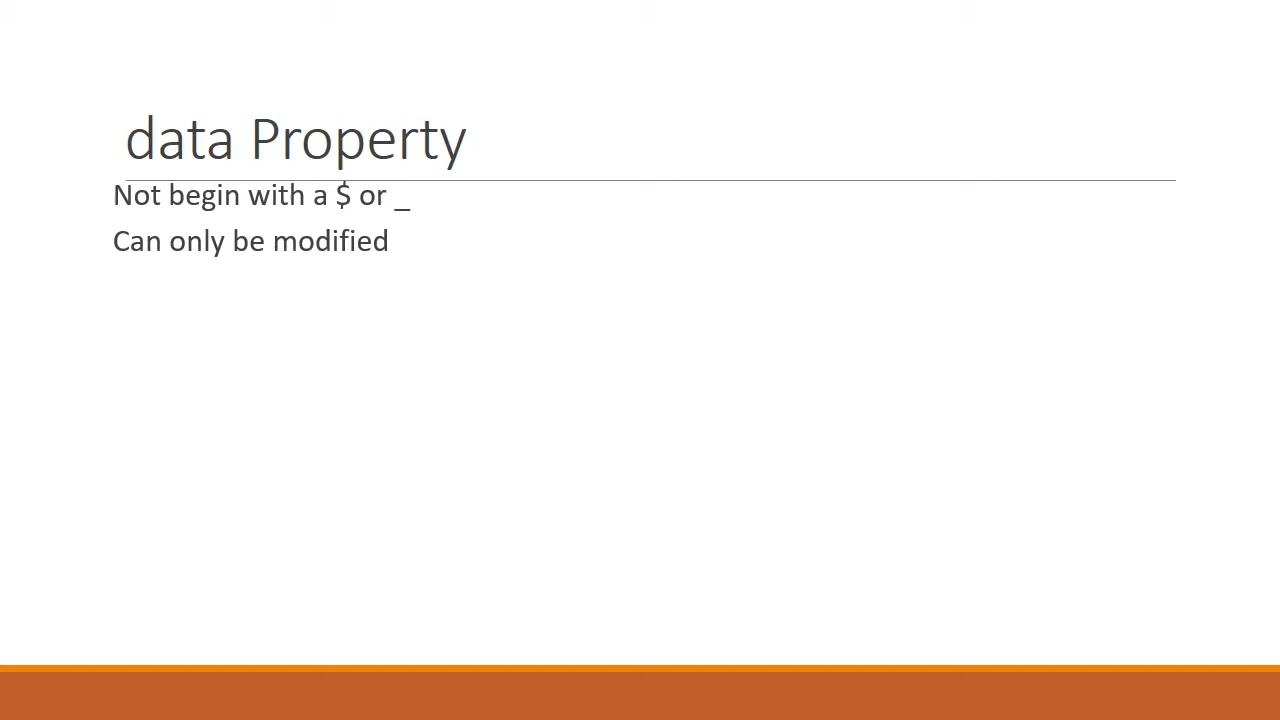 data Property
Not begin with a $ or _
Can only be modified